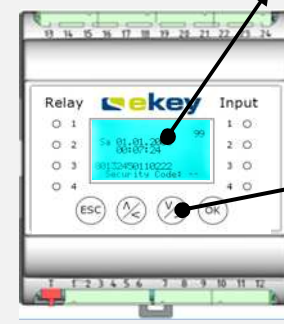 13 14 15 16 17 18 19 20 21 22 23 24
Relay ekey Input
1 1
2 2
3 3
4 4
99
Sa 01.01.20
00:07:24
80132450110222
Security Code: --
ESC OK
1 2 3 4 5 6 7 8 9 10 11 12